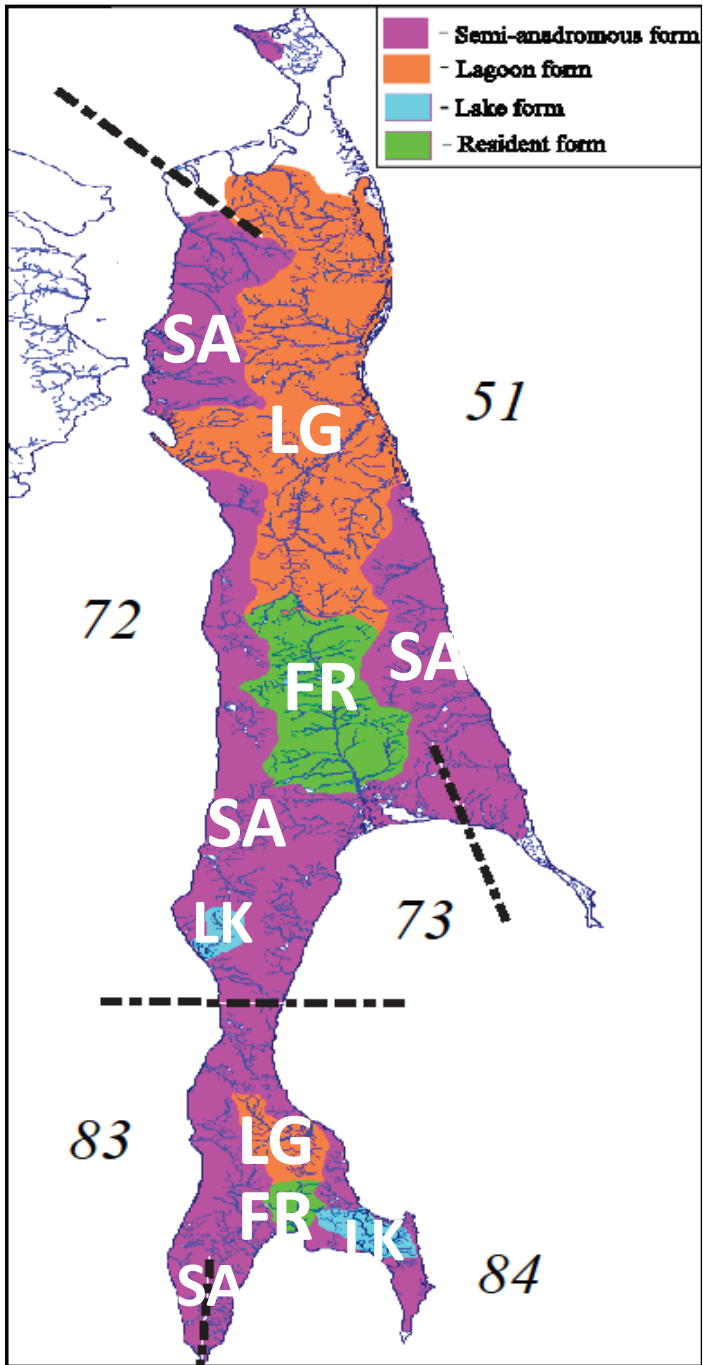 - Semi-anadromous form
- Lagoon form
- Lake form
- Resident form
SA
51
LG
72
SA
FR
SA
LK
73
83
LG
FR
LK
84
SA